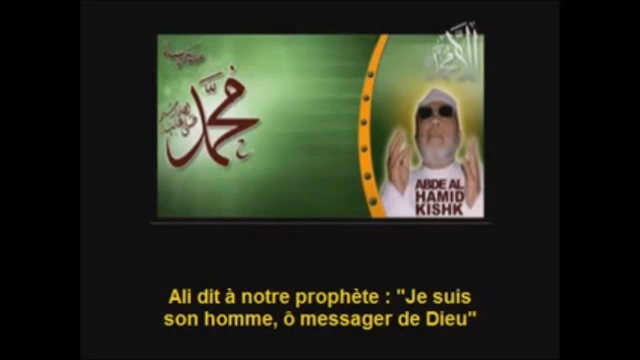 محمد
ABDE AL
HAMID
KISHK
Ali dit à notre prophète : "Je suis
son homme, ô messager de Dieu"